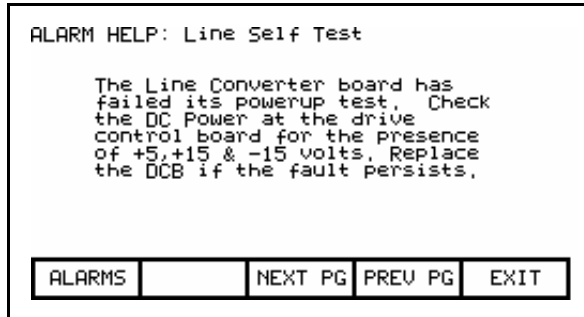 ALARM HELP: Line Self Test
The Line Converter board has
failed its powerup test. Check
the DC Power at the drive
control board for the presence
of +5,+15 & -15 volts. Replace
the DCB if the fault persists.
ALARMS NEXT PG PREV PG EXIT